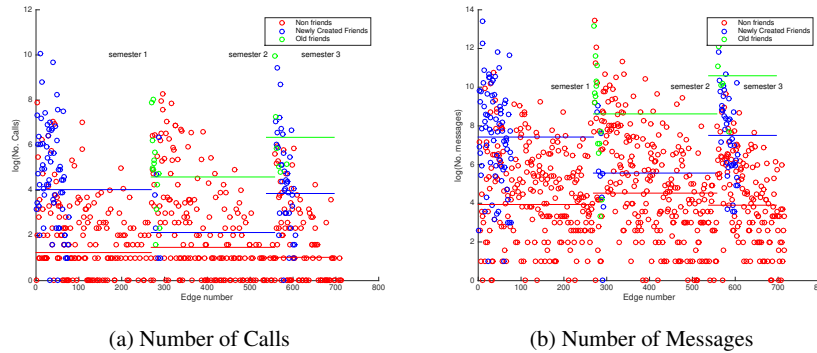 12
10
8
6
4
2
0
log(No. Calls)
Non friends
Newly Created Friends
Old friends
semester 1
semester 2
semester 3
0 100 200 300 400 500 600 700 800
Edge number
(a) Number of Calls
14
12
10
8
6
4
2
0
log(No. messages)
Non friends
Newly Created Friends
Old friends
semester 1
semester 2
semester 3
0 100 200 300 400 500 600 700 800
Edge number
(b) Number of Messages